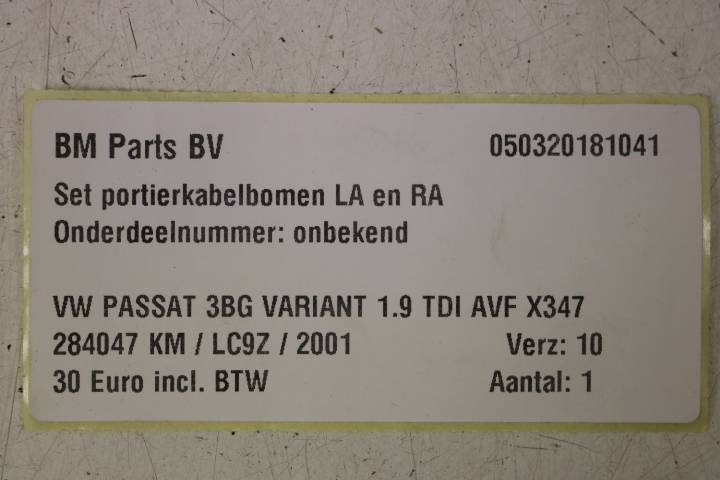 BM Parts BV 050320181041
Set portierkabelbomen LA en RA
Onderdeelnummer: onbekend
VW PASSAT 3BG VARIANT 1.9 TDI AVF X347
284047 KM / LC9Z / 2001 Verz: 10
30 Euro incl. BTW Aantal: 1